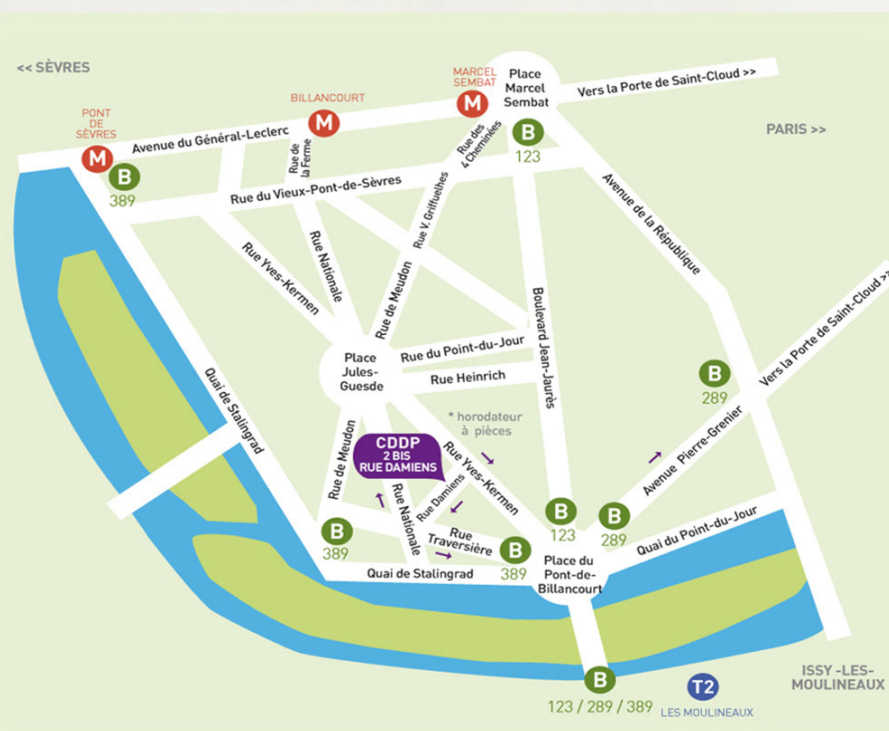 << SÈVRES
PONT
DE
SÈVRES
M
B
389
Avenue du Général-Leclerc
BILLANCOURT
M
MARCEL
SEMBAT
M
Place
Marcel
Sembat
Vers la Porte de Saint-Cloud >>
PARIS >>
B
123
Rue des
4 Cheminées
Rue de
la Ferme
Rue du Vieux-Pont-de-Sèvres
Rue V. Griffuelhes
Avenue de la République
Rue Yves-Kermen
Rue Nationale
Rue de Meudon
Boulevard Jean-Jaurès
Vers la Porte de Saint-Cloud >>
Place
Jules-
Guesde
Rue du Point-du-Jour
Rue Heinrich
B
289
Quai de Stalingrad
* horodateur
à pièces
CDDP
2 BIS
RUE DAMIENS
Rue de Meudon
Rue Yves-Kermen
Avenue Pierre-Grenier
Rue Damiens
Rue Nationale
Rue
Traversière
B
389
B
389
B
123
B
289
Quai du Point-du-Jour
Quai de Stalingrad
Place du
Pont-de-
Billancourt
B
123 / 289 / 389
T2
LES MOULINEAUX
ISSY -LES-
MOULINEAUX